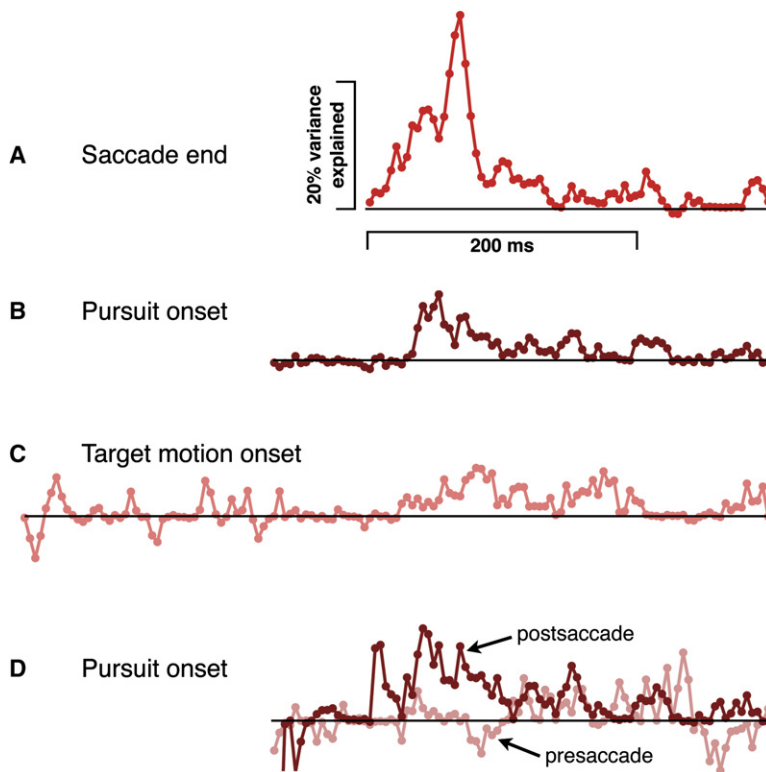 20% variance
explained
A Saccade end
200 ms
B Pursuit onset
C Target motion onset
D Pursuit onset
postsaccade
presaccade